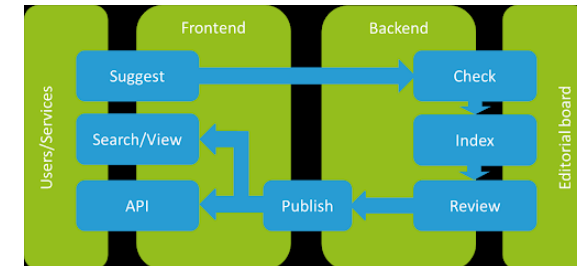 Frontend
Backend
Users/Services
Editorial board
Suggest
Check
Search/View
Index
API
Publish
Review